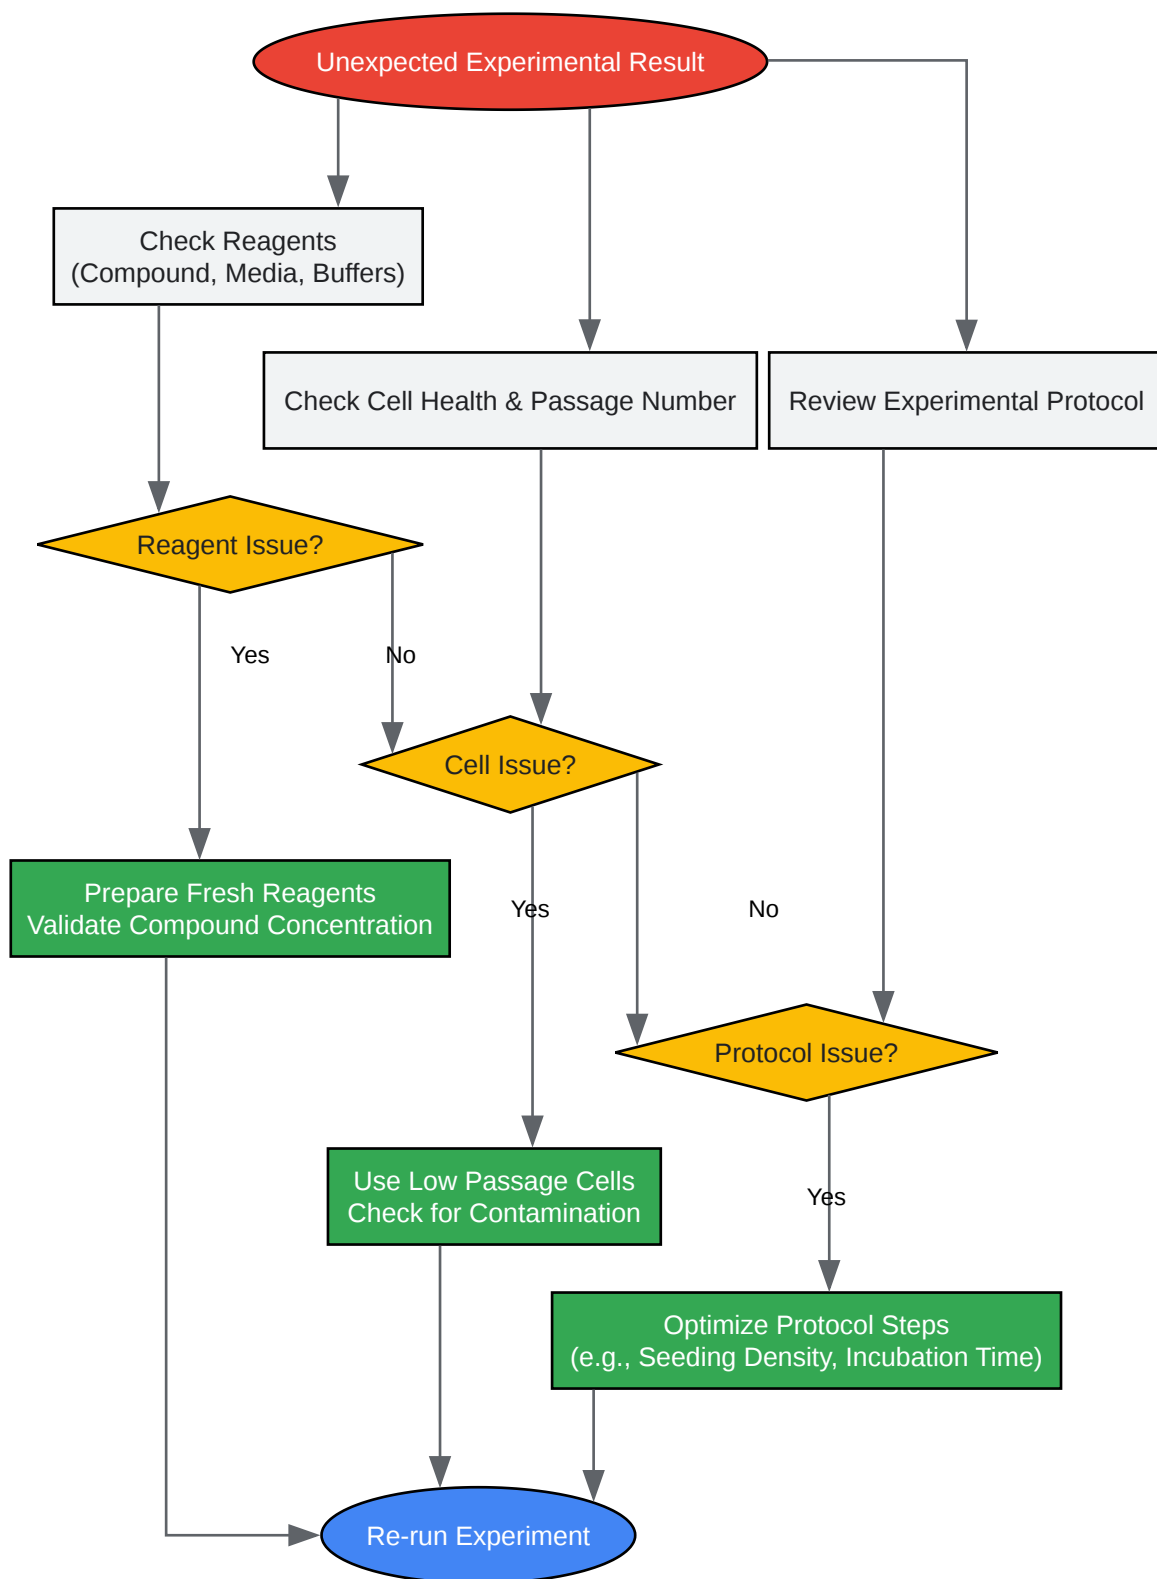 Unexpected Experimental Result
Check Reagents
(Compound, Media, Buffers)
Check Cell Health & Passage Number
Review Experimental Protocol
Reagent Issue?
Yes
No
Cell Issue?
Prepare Fresh Reagents
Validate Compound Concentration
Yes
No
Protocol Issue?
Use Low Passage Cells
Check for Contamination
Yes
Optimize Protocol Steps
(e.g., Seeding Density, Incubation Time)
Re-run Experiment